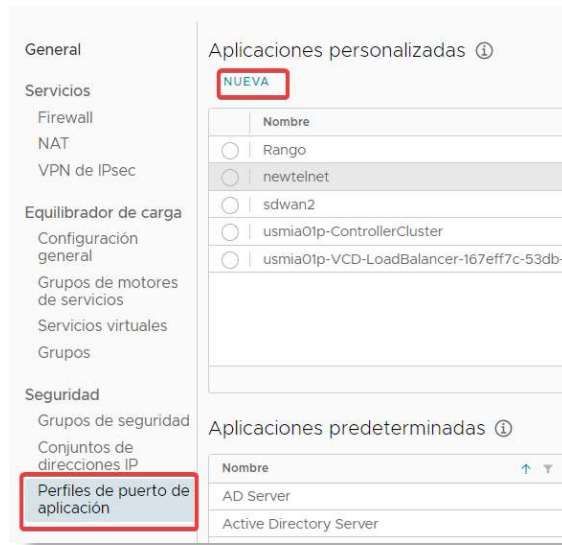 General
Servicios
Firewall
NAT
VPN de IPsec
Equilibrador de carga
Configuración
general
Grupos de motores
de servicios
Servicios virtuales
Grupos
Seguridad
Grupos de seguridad
Conjuntos de
direcciones IP
Perfiles de puerto de
aplicación
Aplicaciones personalizadas
NUEVA
Nombre
Rango
newtelnet
sdwan2
usmia01p-ControllerCluster
usmia01p-VCD-LoadBalancer-167eff7c-53db-
Aplicaciones predeterminadas
Nombre
AD Server
Active Directory Server